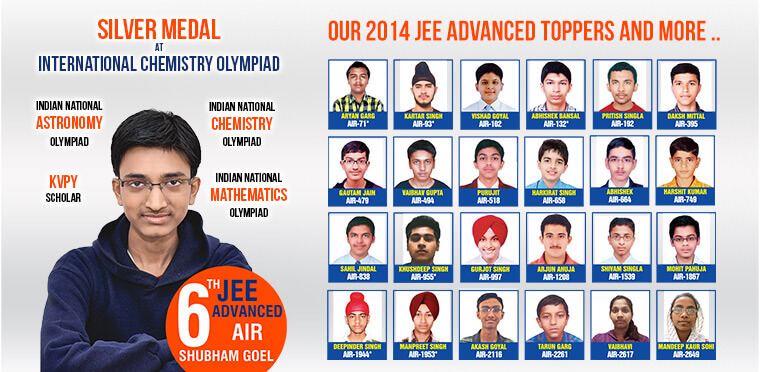 SILVER MEDAL
AT
INTERNATIONAL CHEMISTRY OLYMPIAD
INDIAN NATIONAL
ASTRONOMY
OLYMPIAD
INDIAN NATIONAL
CHEMISTRY
OLYMPIAD
KVPY
SCHOLAR
INDIAN NATIONAL
MATHEMATICS
OLYMPIAD
6TH JEE
ADVANCED
AIR
SHUBHAM GOEL
OUR 2014 JEE ADVANCED TOPPERS AND MORE ..
ARYAN GARG
AIR-71*
KARTAR SINGH
AIR-93*
VISHAD GOYAL
AIR-102
ABHISHEK BANSAL
AIR-132*
PRITISH SINGLA
AIR-192
DAKSH MITTAL
AIR-395
GAUTAM JAIN
AIR-479
VAIBHAV GUPTA
AIR-494
PURUJIT
AIR-518
HARKIRAT SINGH
AIR-658
ABHISHEK
AIR-664
HARSHIT KUMAR
AIR-749
SAHIL JINDAL
AIR-838
KHUSHDEEP SINGH
AIR-955*
GURJOT SINGH
AIR-997
ARJUN AHUJA
AIR-1208
SHIVAM SINGLA
AIR-1539
MOHIT PAHUJA
AIR-1867
DEEPINDER SINGH
AIR-1944*
MANPREET SINGH
AIR-1953*
AKASH GOYAL
AIR-2116
TARUN GARG
AIR-2261
VAIBHAVI
AIR-2617
MANDEEP KAUR SOHI
AIR-2649